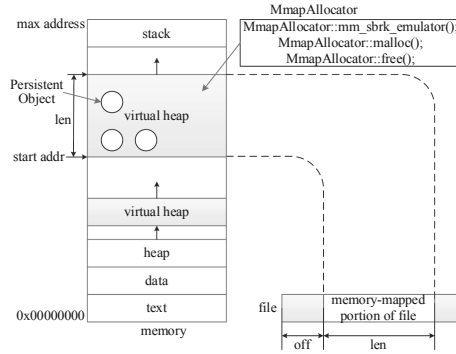 MmapAllocator
MmapAllocator::mm_sbrk_emulator();
MmapAllocator::malloc();
MmapAllocator::free();
max address
stack
Persistent
Object
len
virtual heap
start addr
virtual heap
heap
data
text
0x00000000
memory
file
memory-mapped
portion of file
off
len